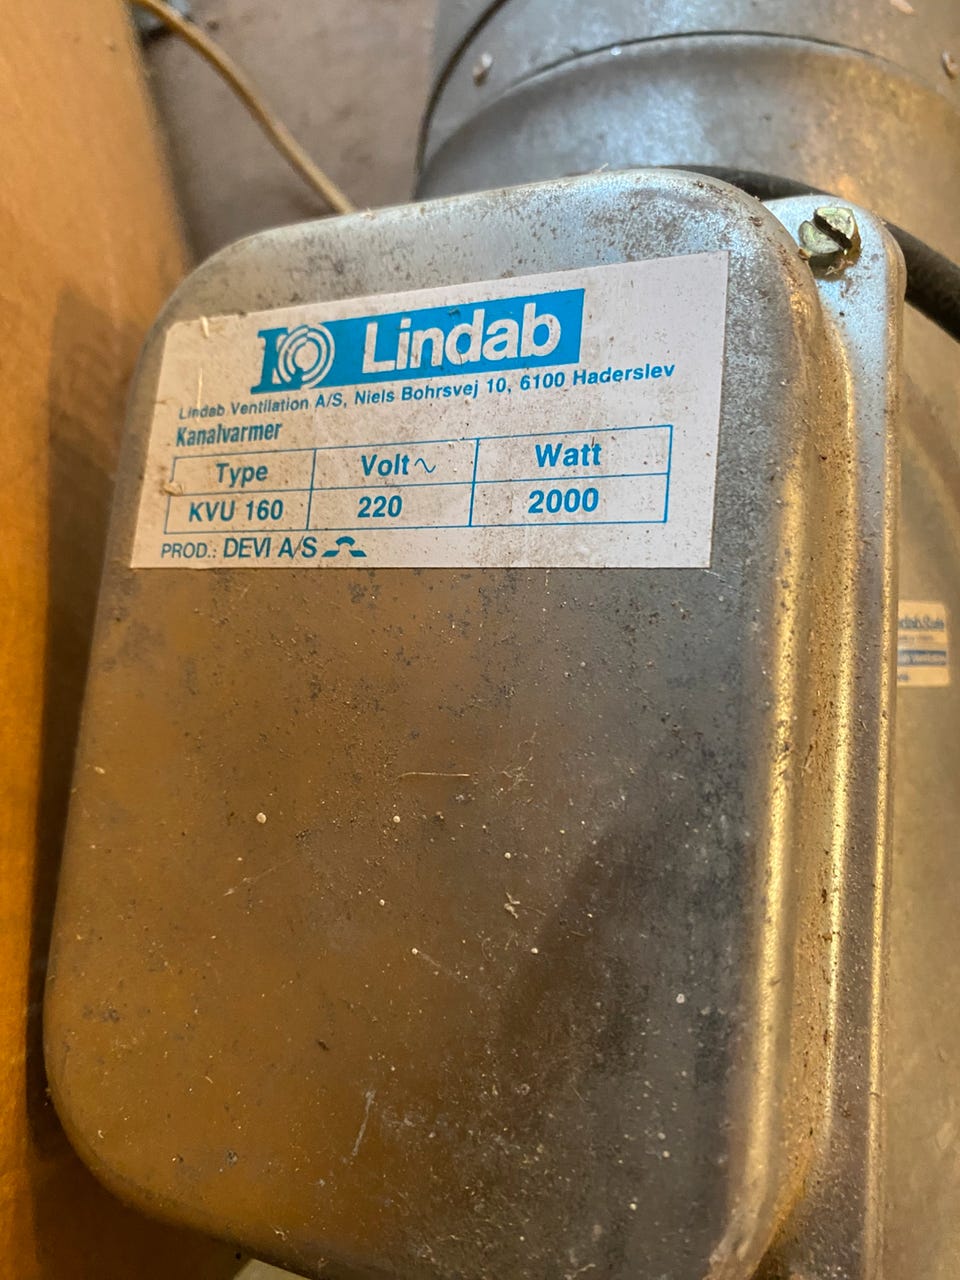 Lindab
Lindab Ventilation A/S, Niels Bohrsvej 10, 6100 Haderslev
Kanalvarmer
Type Volt~ Watt
KVU 160 220 2000
PROD.: DEVI A/S